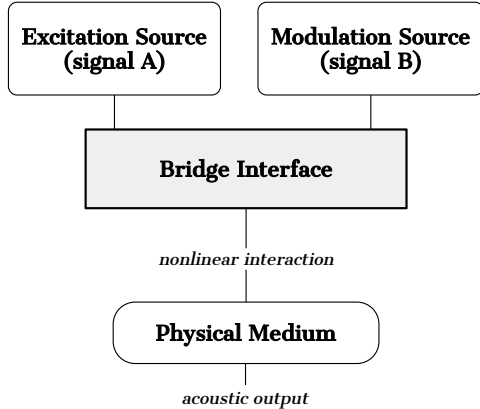 Excitation Source
(signal A)
Modulation Source
(signal B)
Bridge Interface
nonlinear interaction
Physical Medium
acoustic output